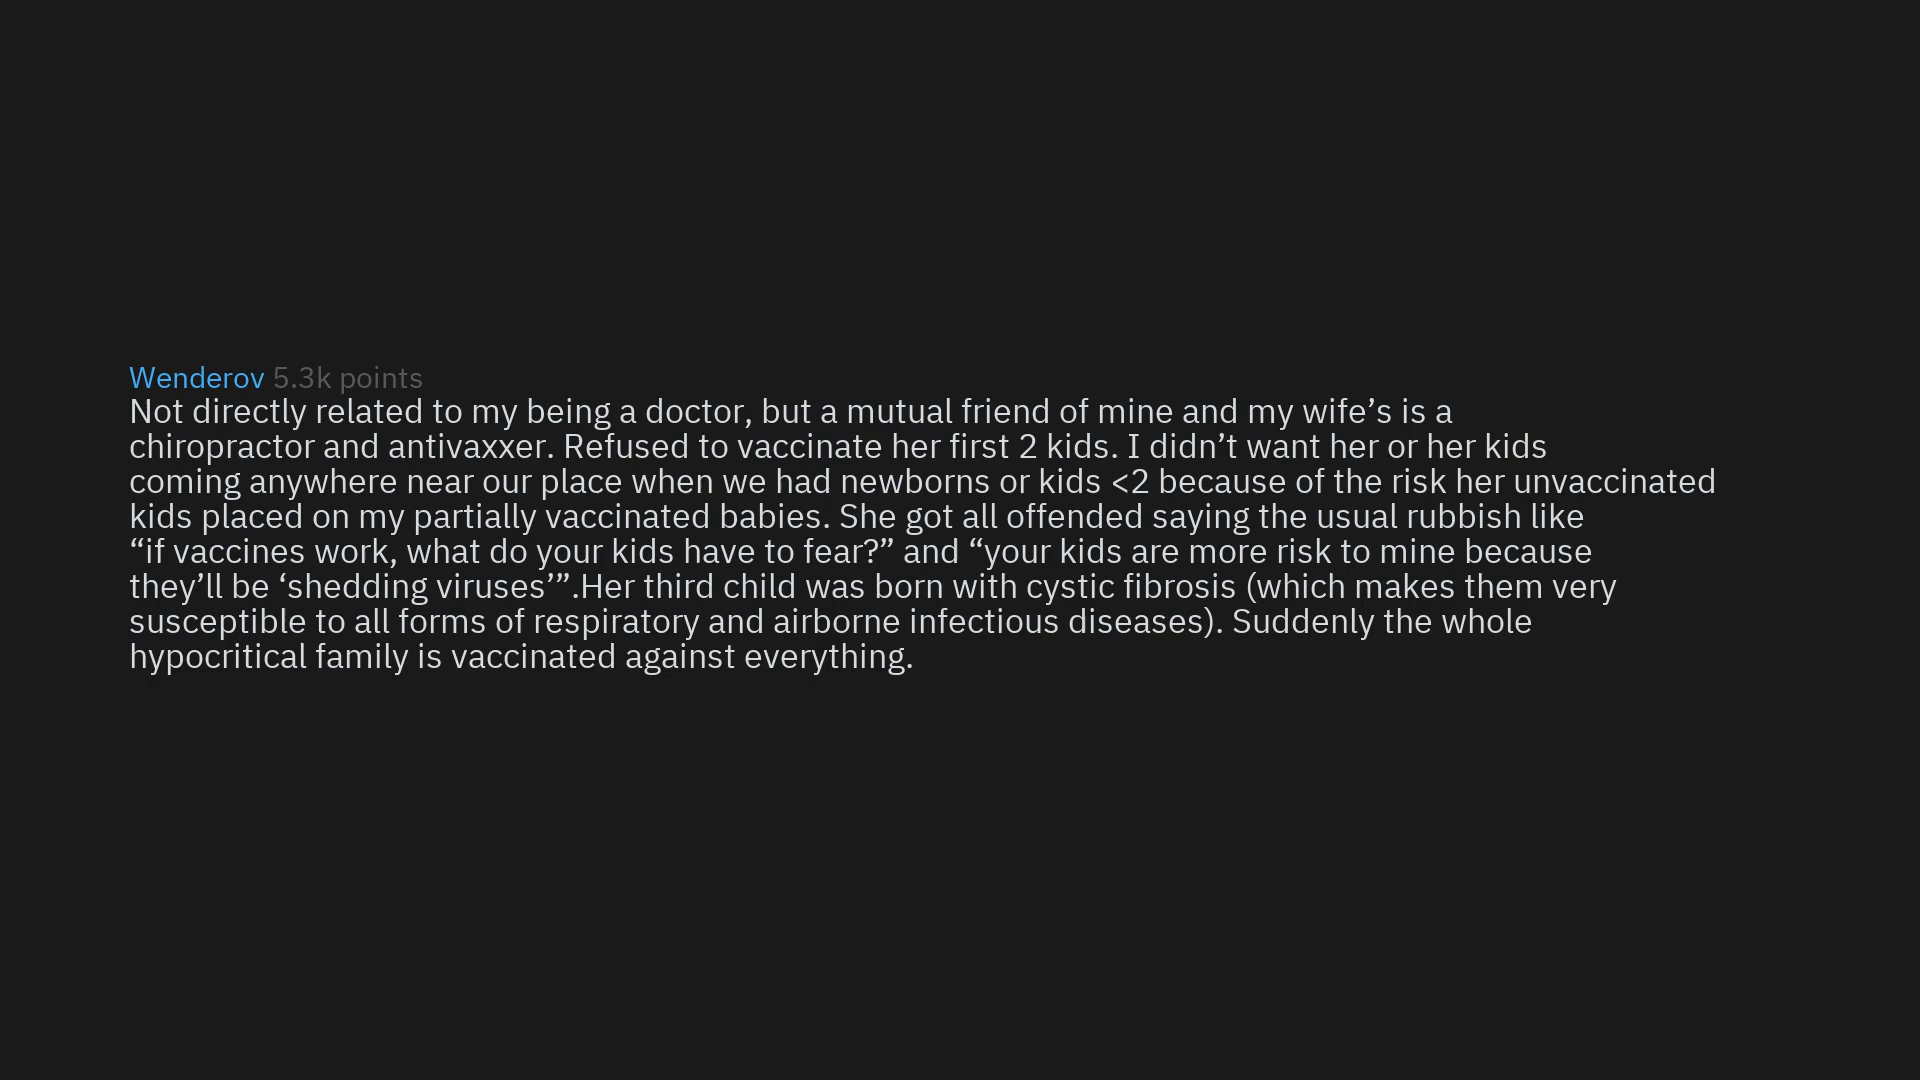 Wenderov 5.3k points
Not directly related to my being a doctor, but a mutual friend of mine and my wife’s is a
chiropractor and antivaxxer. Refused to vaccinate her first 2 kids. I didn’t want her or her kids
coming anywhere near our place when we had newborns or kids <2 because of the risk her unvaccinated
kids placed on my partially vaccinated babies. She got all offended saying the usual rubbish like
“if vaccines work, what do your kids have to fear?” and “your kids are more risk to mine because
they’ll be ‘shedding viruses’”.Her third child was born with cystic fibrosis (which makes them very
susceptible to all forms of respiratory and airborne infectious diseases). Suddenly the whole
hypocritical family is vaccinated against everything.